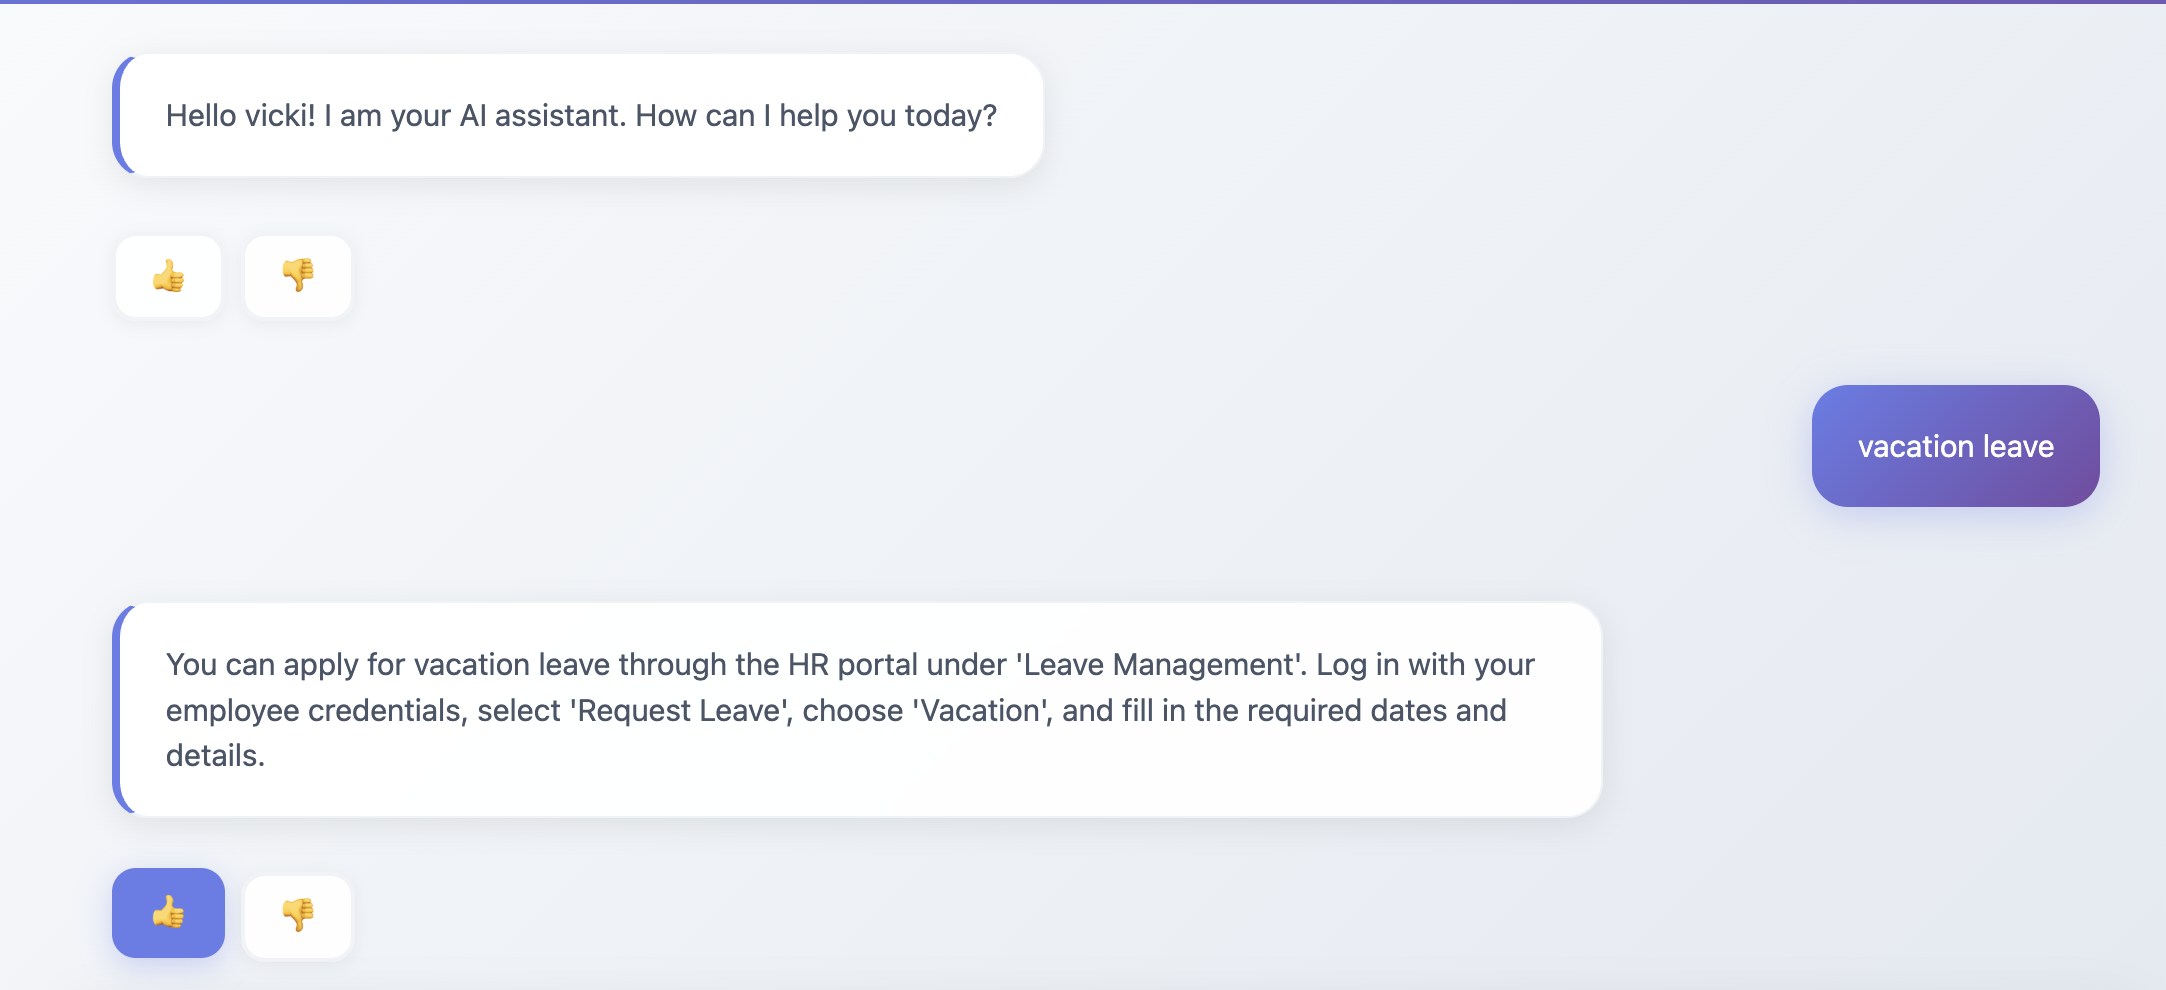 Hello vicki! I am your AI assistant. How can I help you today?
vacation leave
You can apply for vacation leave through the HR portal under 'Leave Management'. Log in with your
employee credentials, select 'Request Leave', choose 'Vacation', and fill in the required dates and
details.